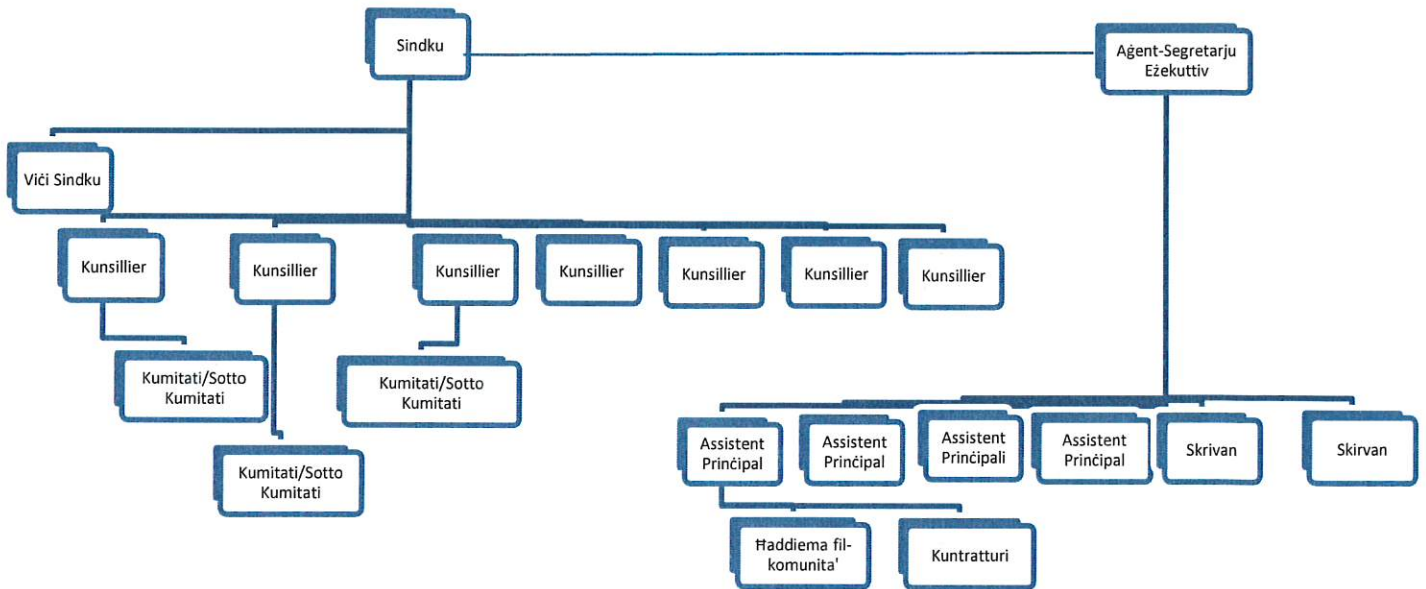 Sindku
Aġent-Segretarju
Eżekuttiv
Viċi Sindku
Kunsillier
Kunsillier
Kunsillier
Kunsillier
Kunsillier
Kunsillier
Kunsillier
Kumitati/Sotto
Kumitati
Kumitati/Sotto
Kumitati
Kumitati/Sotto
Kumitati
Assistent
Prinċipal
Assistent
Prinċipal
Assistent
Prinċipali
Assistent
Prinċipal
Skrivan
Skirvan
Ħaddiema fil-
komunita'
Kuntratturi